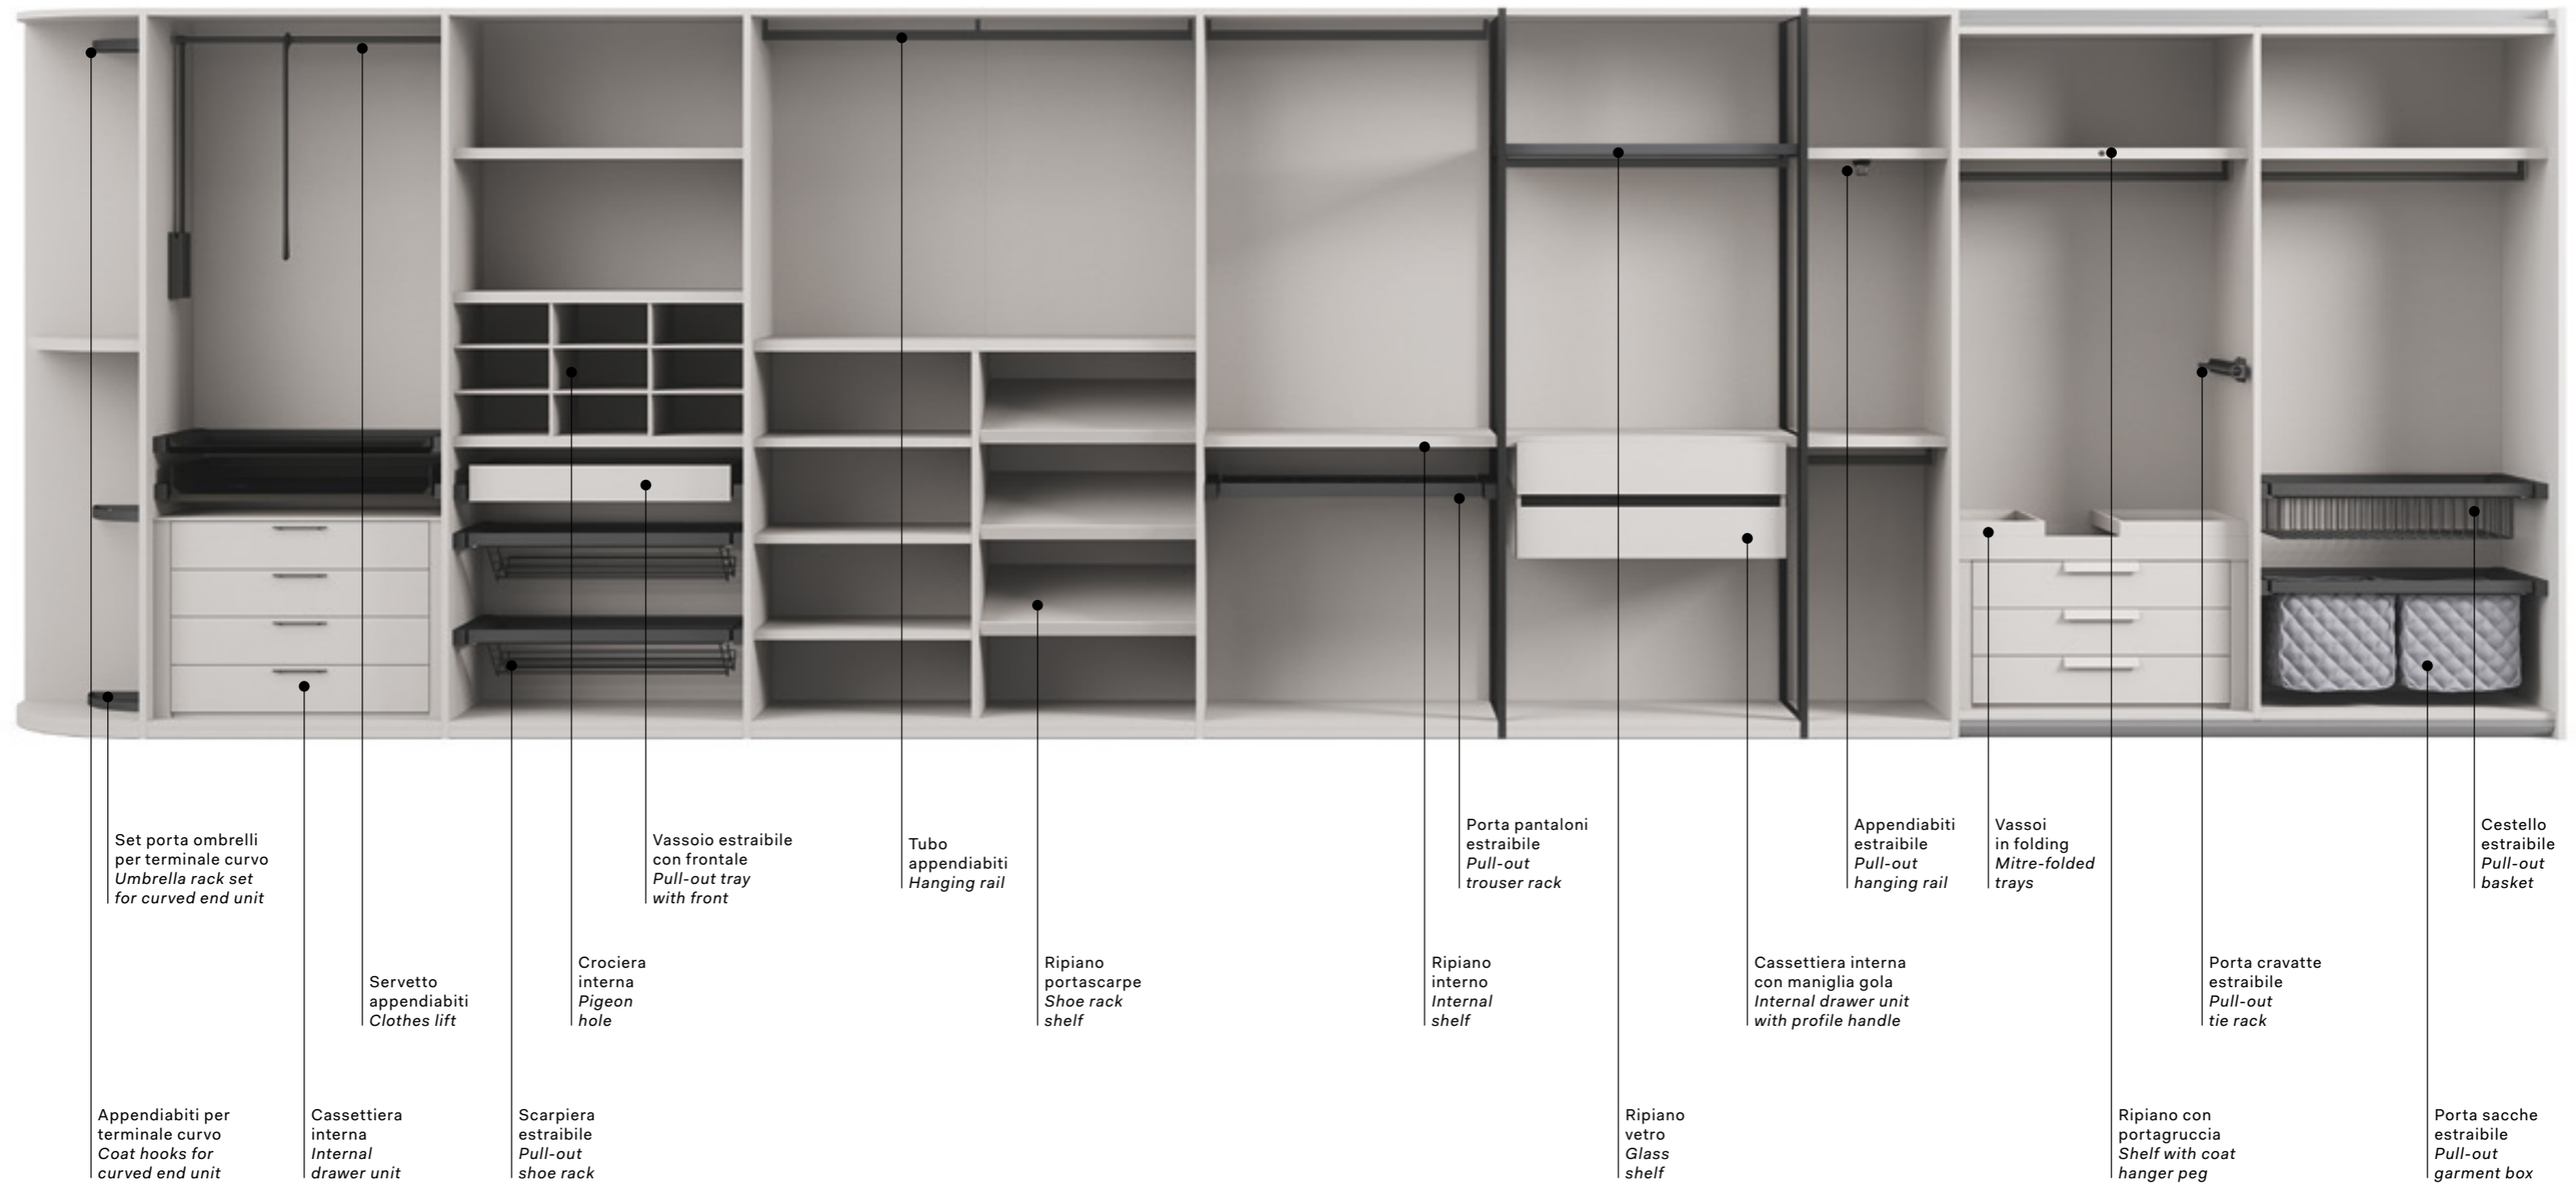 Set porta ombrelli
per terminale curvo
Umbrella rack set
for curved end unit
Vassoio estraibile
con frontale
Pull-out tray
with front
Tubo
appendiabiti
Hanging rail
Porta pantaloni
estraibile
Pull-out
trouser rack
Appendiabiti
estraibile
Pull-out
hanging rail
Vassoi
in folding
Mitre-folded
trays
Cestello
estraibile
Pull-out
basket
Servetto
appendiabiti
Clothes lift
Crociera
interna
Pigeon
hole
Ripiano
portascarpe
Shoe rack
shelf
Ripiano
interno
Internal
shelf
Cassettiera interna
con maniglia gola
Internal drawer unit
with profile handle
Porta cravatte
estraibile
Pull-out
tie rack
Appendiabiti per
terminale curvo
Coat hooks for
curved end unit
Cassettiera
interna
Internal
drawer unit
Scarpiera
estraibile
Pull-out
shoe rack
Ripiano
vetro
Glass
shelf
Ripiano con
portagruccia
Shelf with coat
hanger peg
Porta sacche
estraibile
Pull-out
garment box